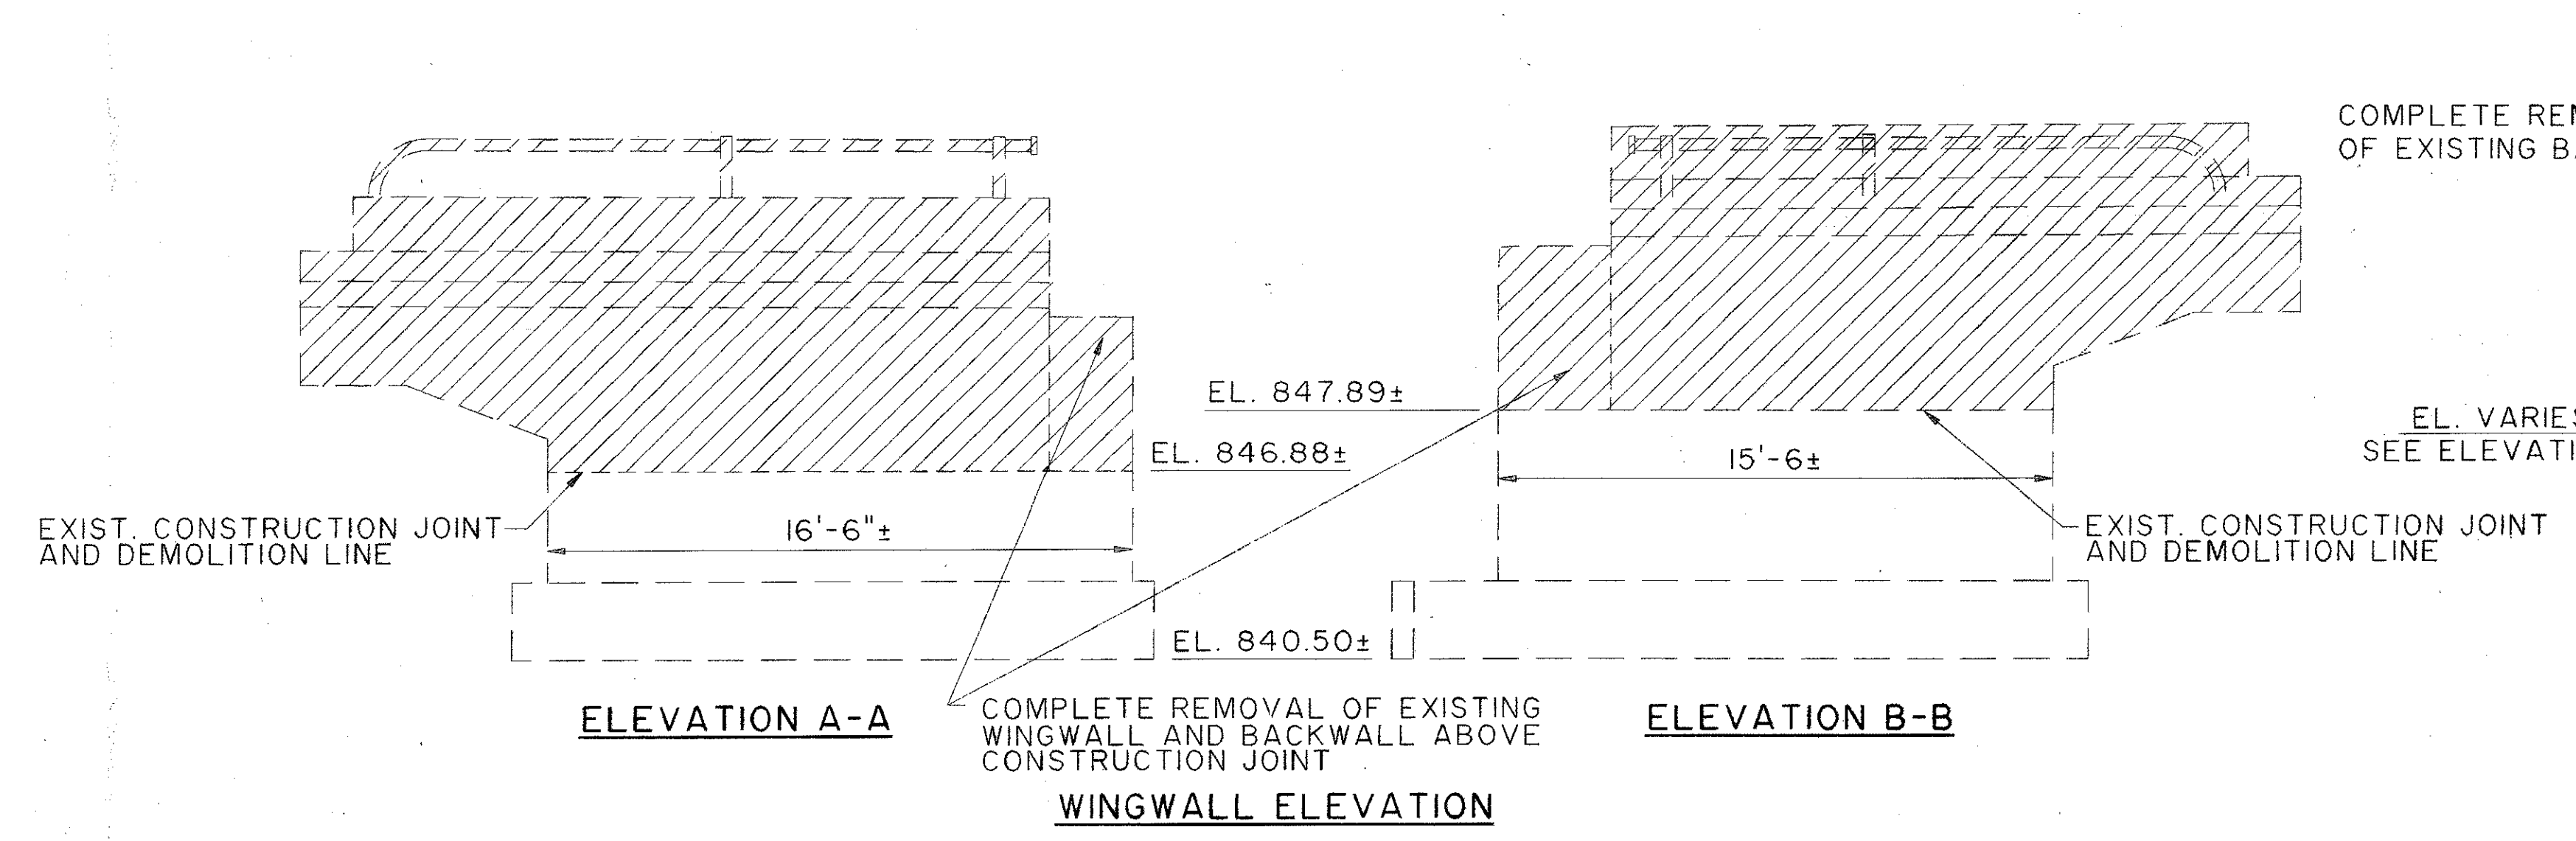 COMPLETE
OF EXISTING
EL. 847.89±
EL. VARIES
SEE
EL. 846.88±
15'-6±
EXIST. CONSTRUCTION JOINT
AND DEMOLITION LINE
16'-6"±
EXIST. CONSTRUCTION JOINT
AND DEMOLITION LINE
EL. 840.50±
ELEVATION A-A
COMPLETE REMOVAL OF EXISTING
WINGWALL AND BACKWALL ABOVE
CONSTRUCTION JOINT
ELEVATION B-B
WINGWALL ELEVATION